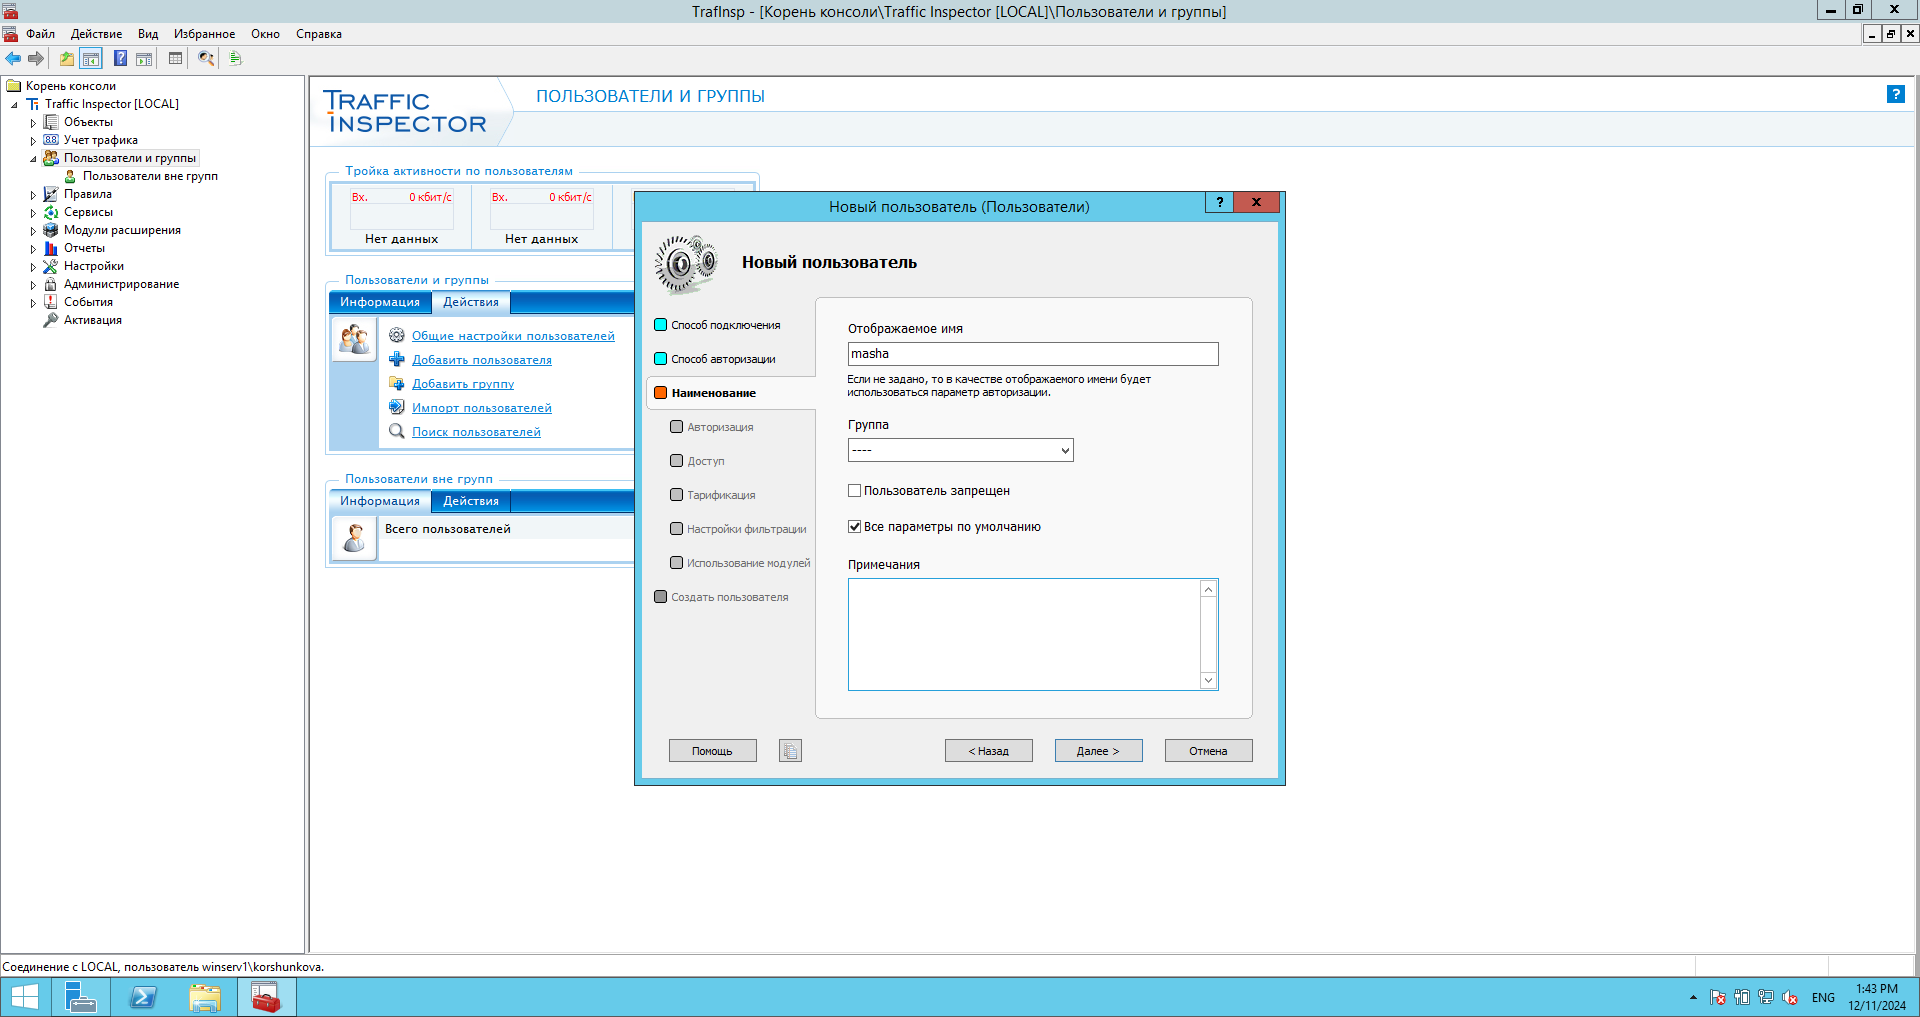 TrafInsp - [Корень консоли\Traffic Inspector [LOCAL]\Пользователи и группы]
Файл Действие Вид Избранное Окно Справка
Корень консоли
Traffic Inspector [LOCAL]
Объекты
Учет трафика
Пользователи и группы
Пользователи вне групп
Правила
Сервисы
Модули расширения
Отчеты
Настройки
Администрирование
События
Активация
TRAFFIC
INSPECTOR
ПОЛЬЗОВАТЕЛИ И ГРУППЫ
?
Тройка активности по пользователям
Вх. 0 кбит/с
Нет данных
Вх. 0 кбит/с
Нет данных
Пользователи и группы
Информация Действия
Общие настройки пользователей
Добавить пользователя
Добавить группу
Импорт пользователей
Поиск пользователей
Пользователи вне групп
Информация Действия
Всего пользователей
Новый пользователь (Пользователи)
? X
Новый пользователь
Способ подключения
Способ авторизации
Наименование
Авторизация
Доступ
Тарификация
Настройки фильтрации
Использование модулей
Создать пользователя
Отображаемое имя
masha
Если не задано, то в качестве отображаемого имени будет
использоваться параметр авторизации.
Группа
----
Пользователь запрещен
Все параметры по умолчанию
Примечания
Помощь
< Назад
Далее >
Отмена
Соединение с LOCAL, пользователь winserv1\korshunkova.
ENG
1:43 PM
12/11/2024